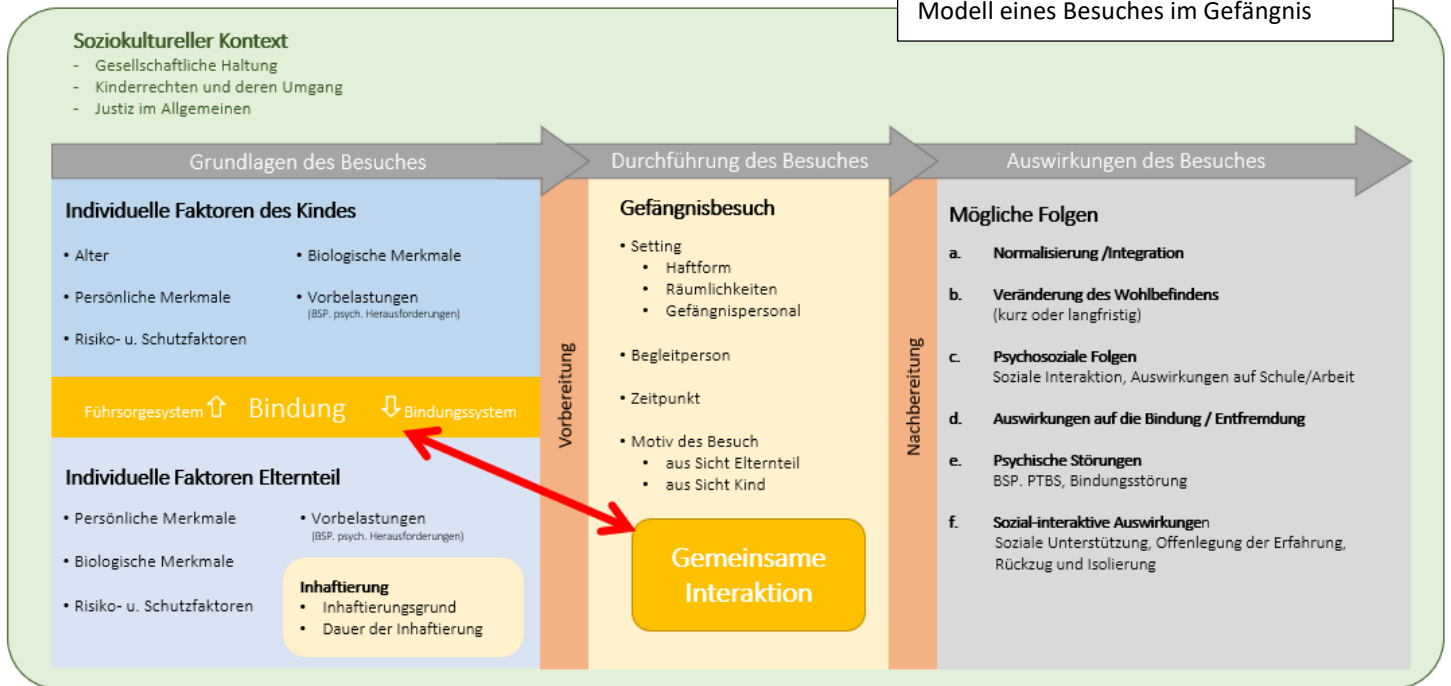 Modell eines Besuches im Gefängnis
Soziokultureller Kontext
- Gesellschaftliche Haltung
- Kinderrechten und deren Umgang
- Justiz im Allgemeinen
Grundlagen des Besuches
Durchführung des Besuches
Auswirkungen des Besuches
Individuelle Faktoren des Kindes
• Alter
• Persönliche Merkmale
• Risiko- u. Schutzfaktoren
• Biologische Merkmale
• Vorbelastungen
(BSP. psych. Herausforderungen)
Führsorgesystem ⇧ Bindung ⇩ Bindungssystem
Individuelle Faktoren Elternteil
• Persönliche Merkmale
• Biologische Merkmale
• Risiko- u. Schutzfaktoren
• Vorbelastungen
(BSP. psych. Herausforderungen)
Inhaftierung
• Inhaftierungsgrund
• Dauer der Inhaftierung
Vorbereitung
Gefängnisbesuch
• Setting
• Haftform
• Räumlichkeiten
• Gefängnispersonal
• Begleitperson
• Zeitpunkt
• Motiv des Besuch
• aus Sicht Elternteil
• aus Sicht Kind
Gemeinsame
Interaktion
Nachbereitung
Mögliche Folgen
a. Normalisierung /Integration
b. Veränderung des Wohlbefindens
(kurz oder langfristig)
c. Psychosoziale Folgen
Soziale Interaktion, Auswirkungen auf Schule/Arbeit
d. Auswirkungen auf die Bindung / Entfremdung
e. Psychische Störungen
BSP. PTBS, Bindungsstörung
f. Sozial-interaktive Auswirkungen
Soziale Unterstützung, Offenlegung der Erfahrung,
Rückzug und Isolierung